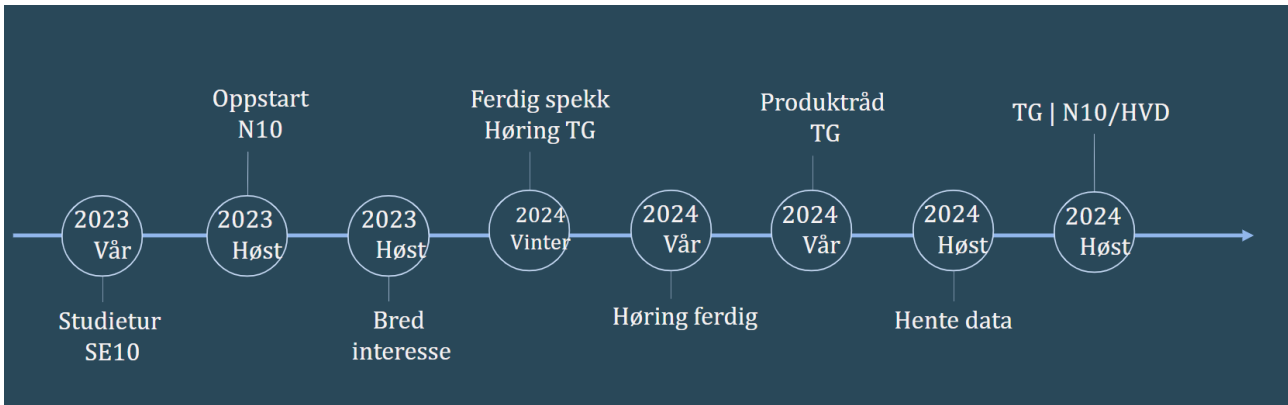 2023
Vår
Studietur
SE10
Oppstart
N10
2023
Høst
2023
Høst
Bred
interesse
Ferdig spekk
Høring TG
2024
Vinter
2024
Vår
Høring ferdig
Produktråd
TG
2024
Vår
2024
Høst
Hente data
TG | N10/HVD
2024
Høst